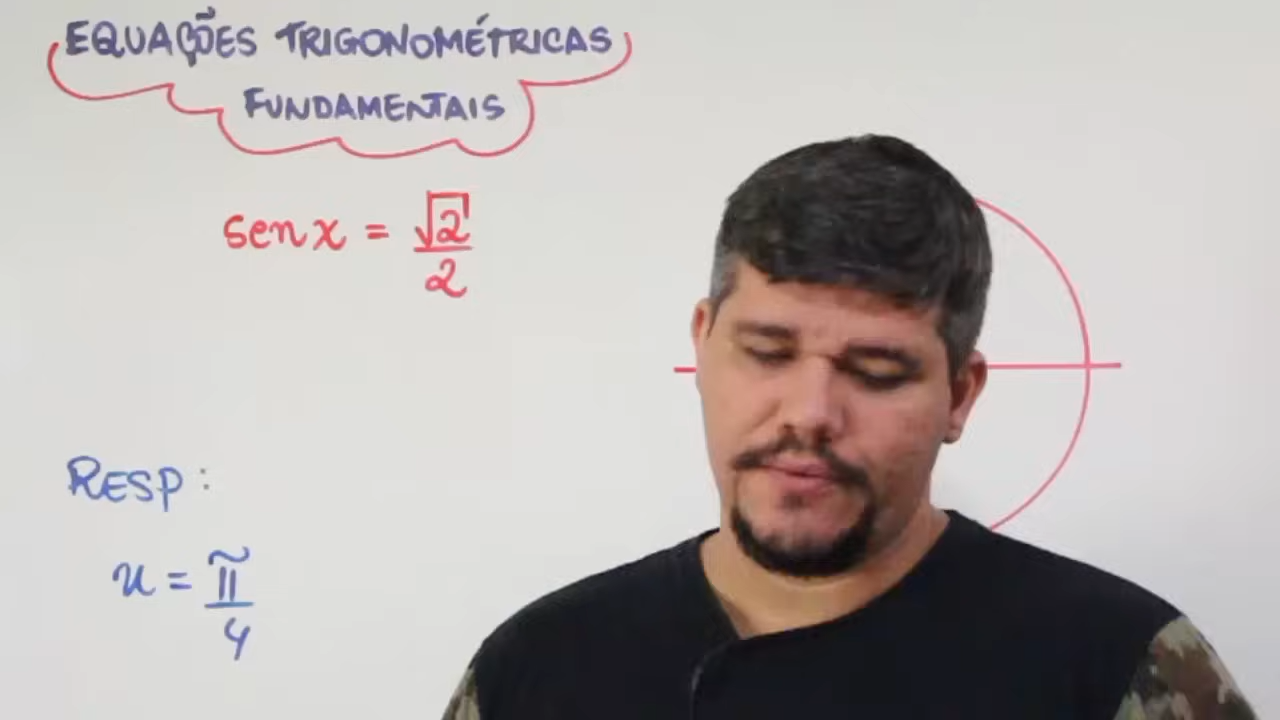 EQUAÇÕES TRIGONOMÉTRICAS
FUNDAMENTAIS
sen x = √2/2
RESP:
x = π/4